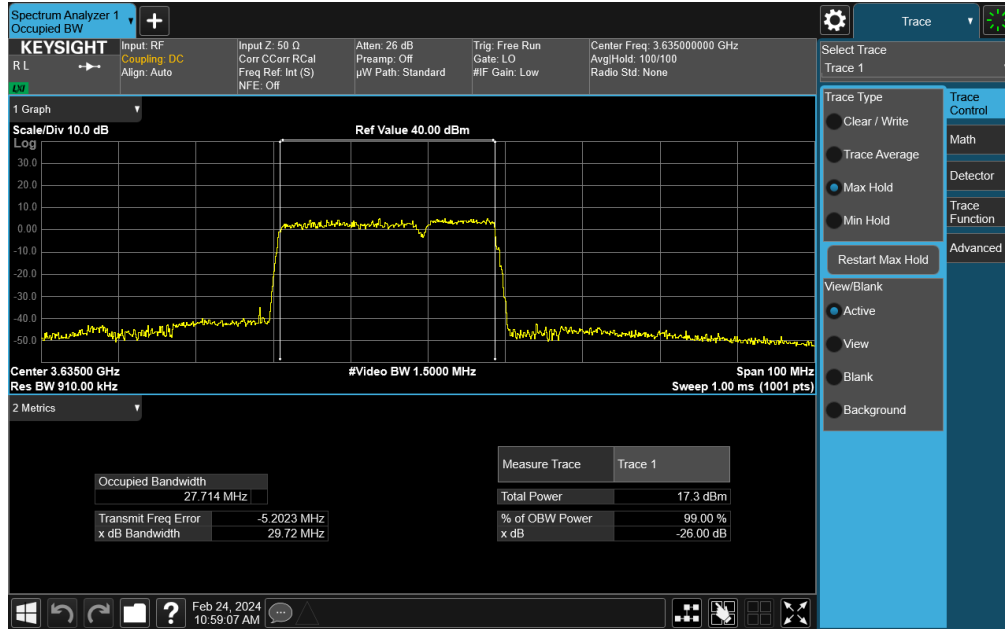 Spectrum Analyzer 1
Occupied BW
Trace
KEYSIGHT
R L
LXI
Input: RF
Coupling: DC
Align: Auto
Input Z: 50 Ω
Corr CCorr RCal
Freq Ref: Int (S)
NFE: Off
Atten: 26 dB
Preamp: Off
µW Path: Standard
Trig: Free Run
Gate: LO
#IF Gain: Low
Center Freq: 3.635000000 GHz
Avg|Hold: 100/100
Radio Std: None
Select Trace
Trace 1
1 Graph
Scale/Div 10.0 dB
Ref Value 40.00 dBm
Log
30.0
20.0
10.0
0.00
-10.0
-20.0
-30.0
-40.0
-50.0
Center 3.63500 GHz
#Video BW 1.5000 MHz
Span 100 MHz
Res BW 910.00 kHz
Sweep 1.00 ms (1001 pts)
2 Metrics
Occupied Bandwidth
27.714 MHz
Transmit Freq Error -5.2023 MHz
x dB Bandwidth 29.72 MHz
Measure Trace Trace 1
Total Power 17.3 dBm
% of OBW Power 99.00 %
x dB -26.00 dB
Trace Type
Clear / Write
Trace Average
Max Hold
Min Hold
Restart Max Hold
View/Blank
Active
View
Blank
Background
Trace
Control
Math
Detector
Trace
Function
Advanced
?
Feb 24, 2024
10:59:07 AM